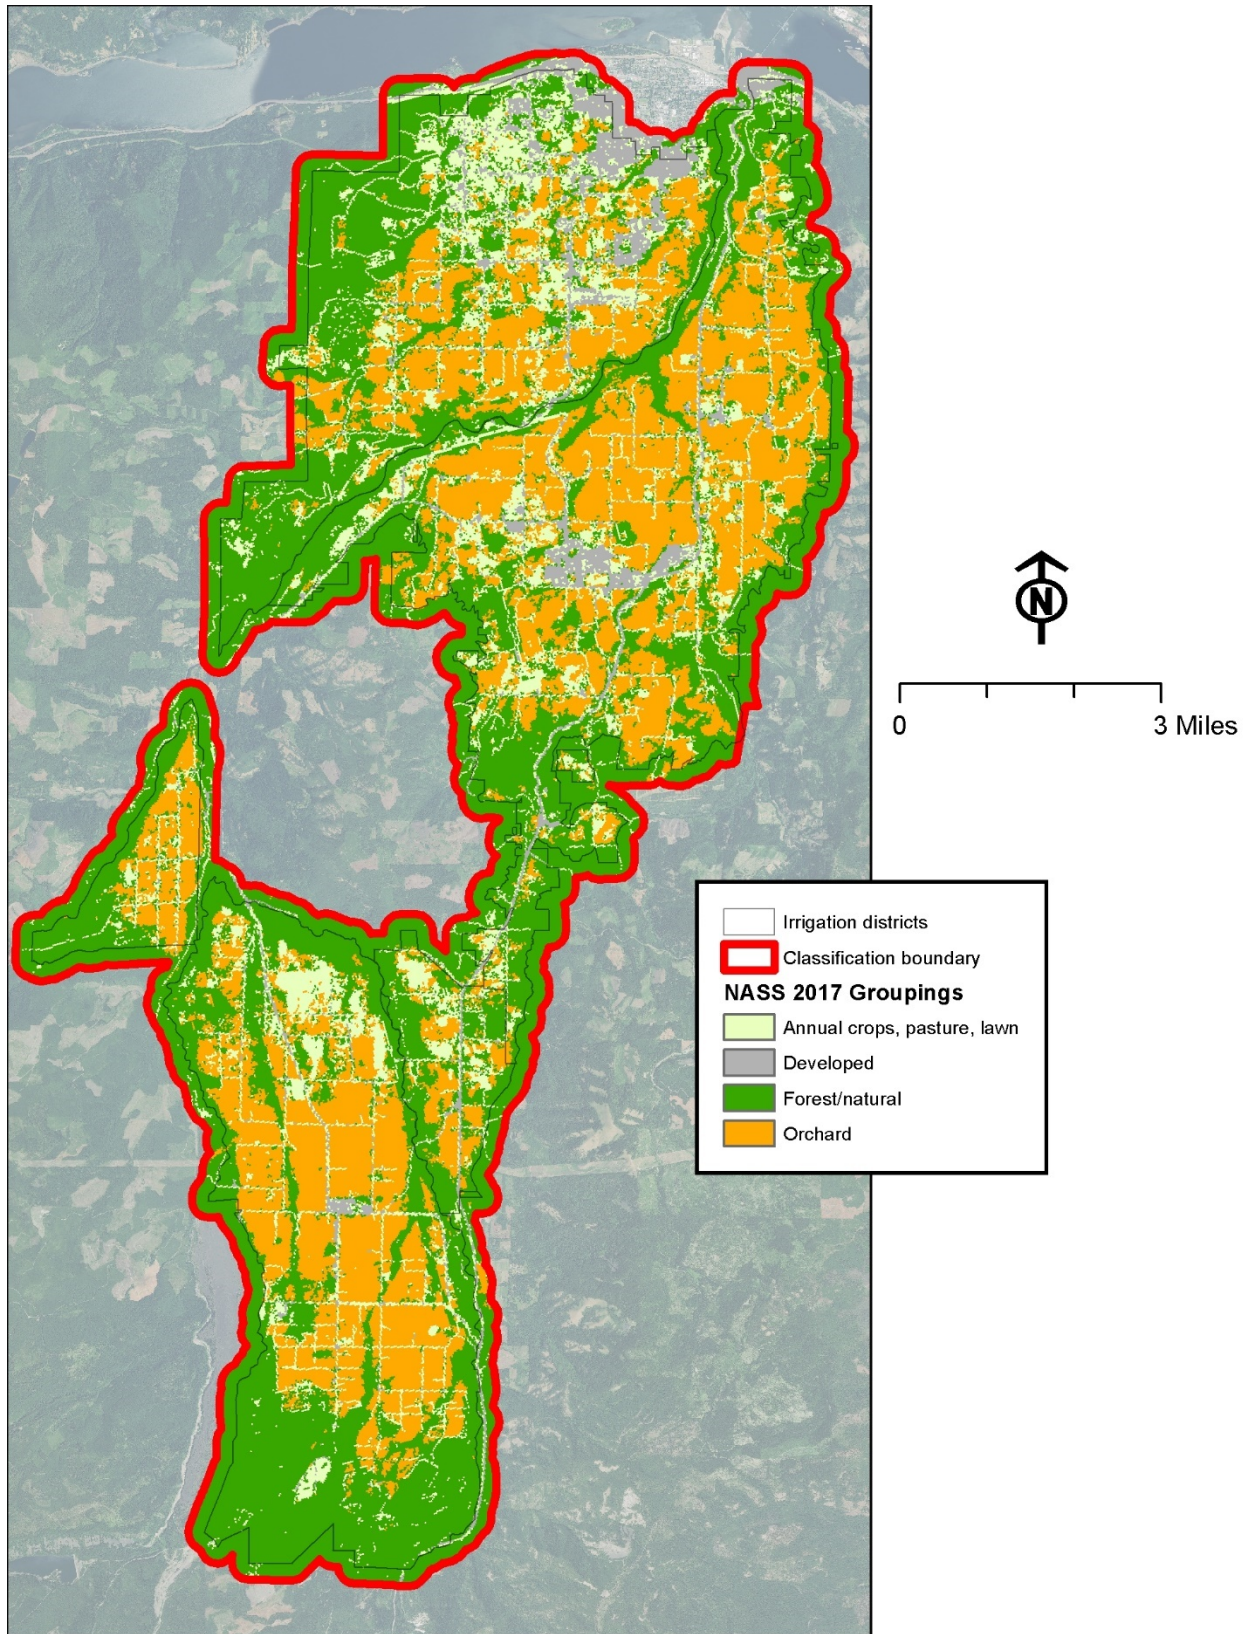 N
0 3 Miles
Irrigation districts
Classification boundary
NASS 2017 Groupings
Annual crops, pasture, lawn
Developed
Forest/natural
Orchard